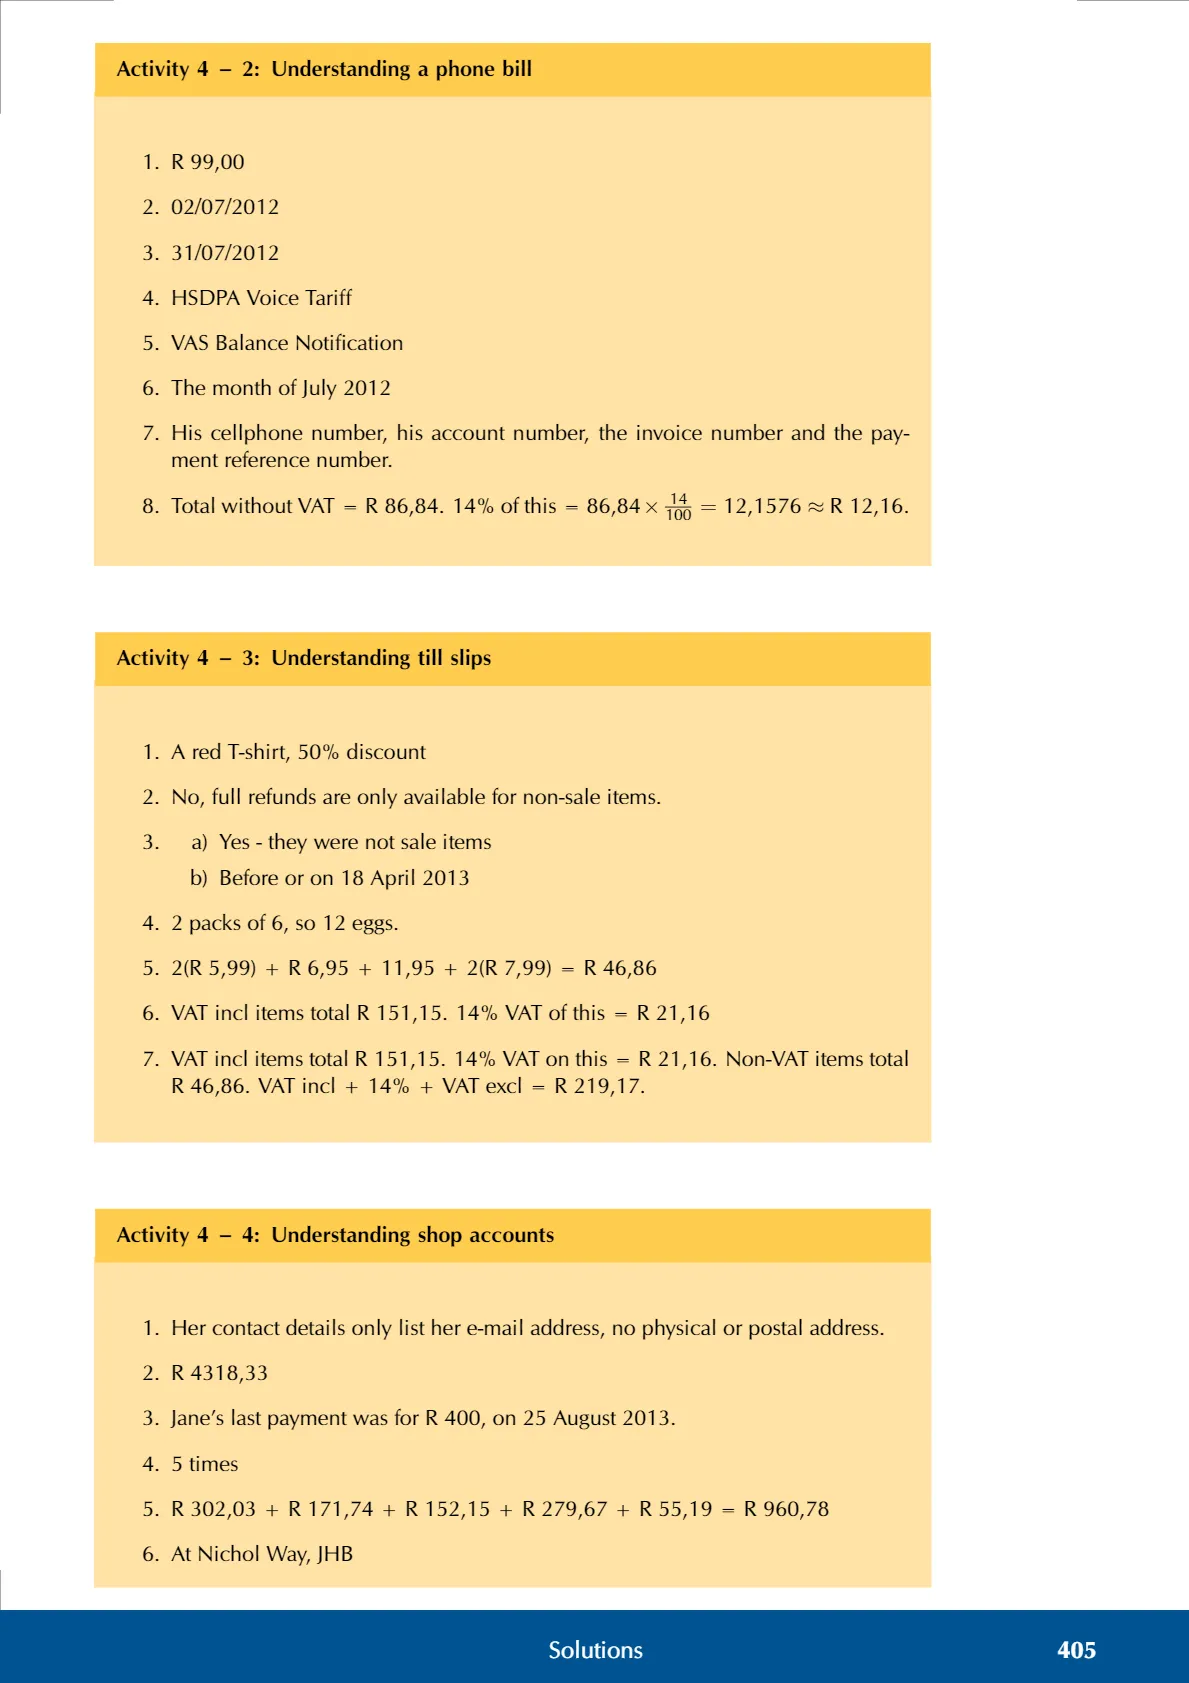 Activity 4 – 2: Understanding a phone bill
1. R 99,00
2. 02/07/2012
3. 31/07/2012
4. HSDPA Voice Tariff
5. VAS Balance Notification
6. The month of July 2012
7. His cellphone number, his account number, the invoice number and the pay-
ment reference number.
8. Total without VAT = R 86,84. 14% of this = 86,84 × 14/100 = 12,1576 ≈ R 12,16.
Activity 4 – 3: Understanding till slips
1. A red T-shirt, 50% discount
2. No, full refunds are only available for non-sale items.
3. a) Yes - they were not sale items
b) Before or on 18 April 2013
4. 2 packs of 6, so 12 eggs.
5. 2(R 5,99) + R 6,95 + 11,95 + 2(R 7,99) = R 46,86
6. VAT incl items total R 151,15. 14% VAT of this = R 21,16
7. VAT incl items total R 151,15. 14% VAT on this = R 21,16. Non-VAT items total
R 46,86. VAT incl + 14% + VAT excl = R 219,17.
Activity 4 – 4: Understanding shop accounts
1. Her contact details only list her e-mail address, no physical or postal address.
2. R 4318,33
3. Jane’s last payment was for R 400, on 25 August 2013.
4. 5 times
5. R 302,03 + R 171,74 + R 152,15 + R 279,67 + R 55,19 = R 960,78
6. At Nichol Way, JHB
Solutions 405